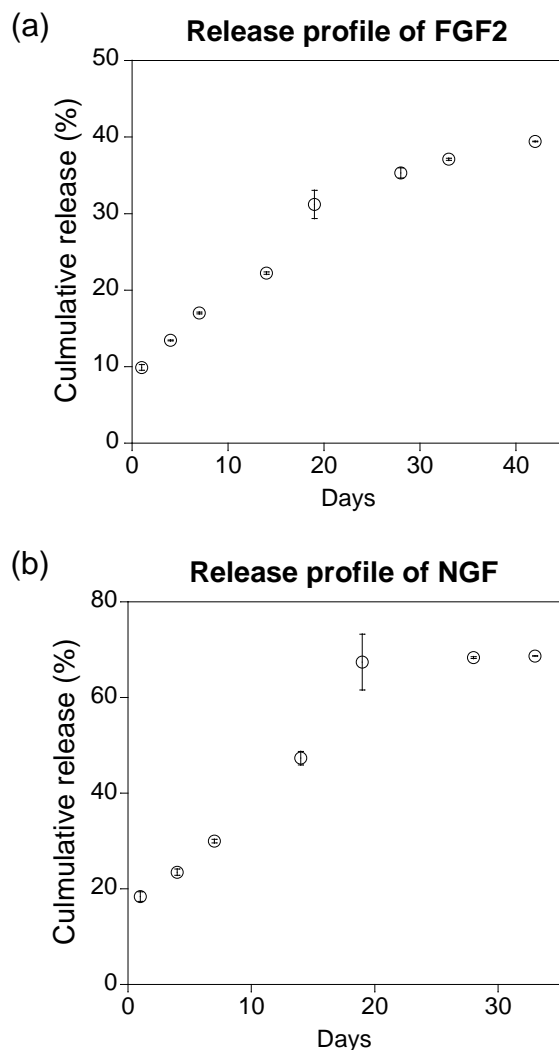 (a)
Release profile of FGF2
Culmulative release (%)
50
40
30
20
10
0
0 10 20 30 40
Days
(b)
Release profile of NGF
Culmulative release (%)
80
60
40
20
0
0 10 20 30
Days